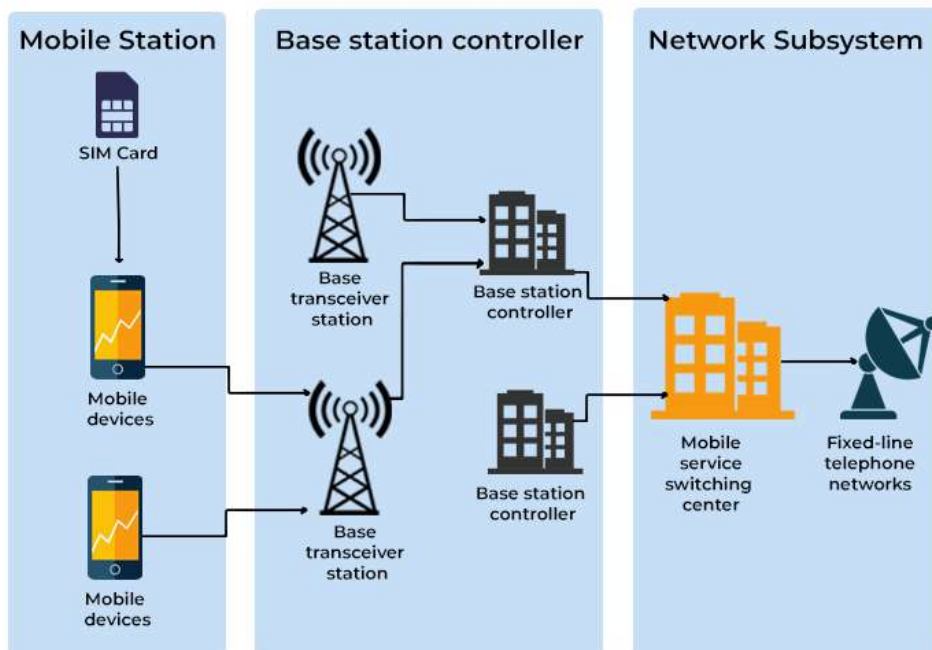 Mobile Station
SIM Card
Mobile
devices
Mobile
devices
Base station controller
Base
transceiver
station
Base station
controller
Base
transceiver
station
Base station
controller
Network Subsystem
Mobile
service
switching
center
Fixed-line
telephone
networks